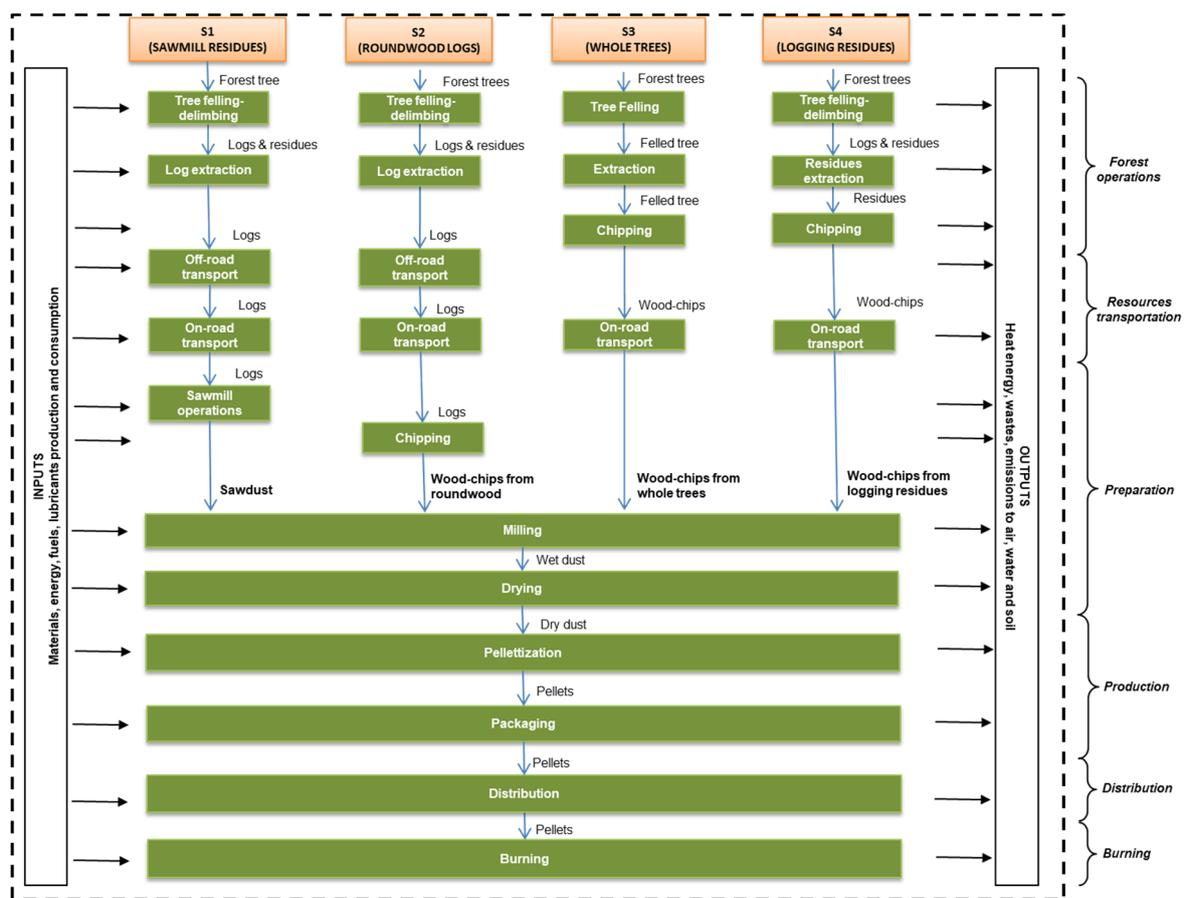 S1
(SAWMILL RESIDUES)
S2
(ROUNDWOOD LOGS)
S3
(WHOLE TREES)
S4
(LOGGING RESIDUES)
Forest tree
Forest trees
Forest trees
Forest trees
Tree felling-
delimbing
Tree felling-
delimbing
Tree Felling
Tree felling-
delimbing
Logs & residues
Logs & residues
Felled tree
Logs & residues
Log extraction
Log extraction
Extraction
Residues
extraction
Felled tree
Residues
Chipping
Chipping
Logs
Logs
Off-road
transport
Off-road
transport
Logs
Logs
Wood-chips
Wood-chips
On-road
transport
On-road
transport
On-road
transport
On-road
transport
Logs
Sawmill
operations
Logs
Chipping
Sawdust
Wood-chips from
roundwood
Wood-chips from
whole trees
Wood-chips from
logging residues
Milling
Wet dust
Drying
Dry dust
Pellettization
Pellets
Packaging
Pellets
Distribution
Pellets
Burning
INPUTS
Materials, energy, fuels, lubricants production and consumption
OUTPUTS
Heat energy, wastes, emissions to air, water and soil
Forest
operations
Resources
transportation
Preparation
Production
Distribution
Burning